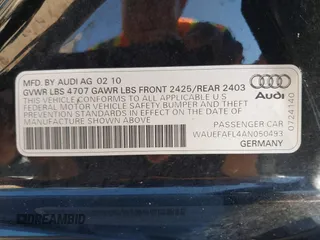 MFD. BY AUDI AG 02 10
GVWR LBS 4707 GAWR LBS FRONT 2425/REAR 2403
THIS VEHICLE CONFORMS TO ALL APPLICABLE U.S.
FEDERAL MOTOR VEHICLE SAFETY BUMPER AND THEFT
PREVENTION STANDARDS IN EFFECT ON THE DATE OF
MANUFACTURE SHOWN ABOVE.
Audi
0724140
PASSENGER CAR
WAUEFAFL4AN050493
GERMANY
DREAMBID